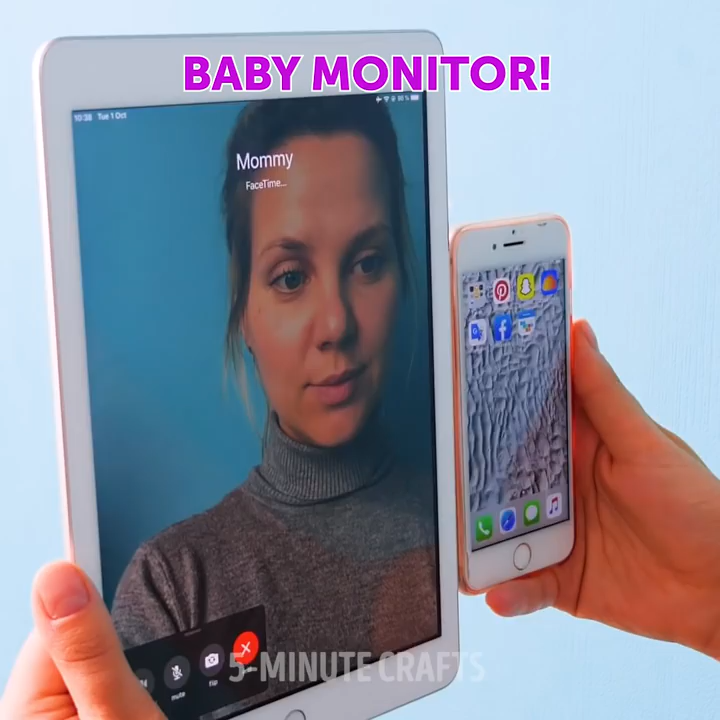 BABY MONITOR!
10:38 Tue 1 Oct
Mommy
FaceTime...
mute
flip
5-MINUTE CRAFTS